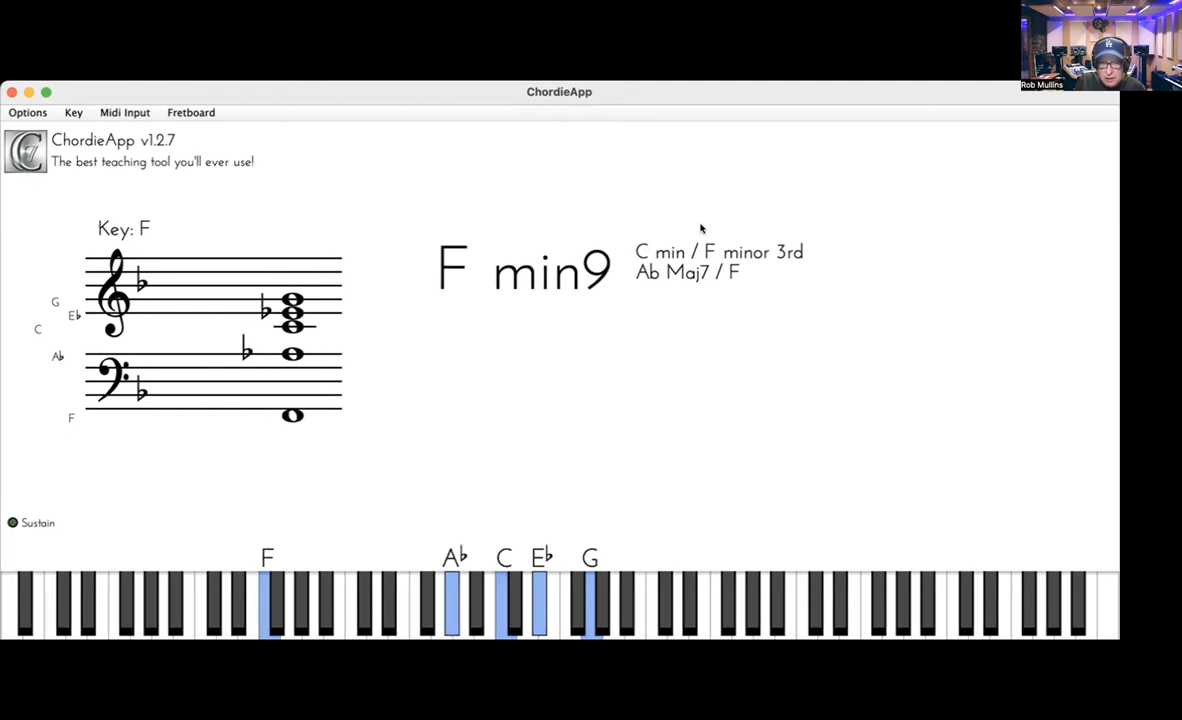 Rob Mullins
ChordieApp
Options Key Midi Input Fretboard
C7
ChordieApp v1.2.7
The best teaching tool you'll ever use!
Key: F
F min9
C min / F minor 3rd
Ab Maj7 / F
G
E♭
C
A♭
F
Sustain
F A♭ C E♭ G